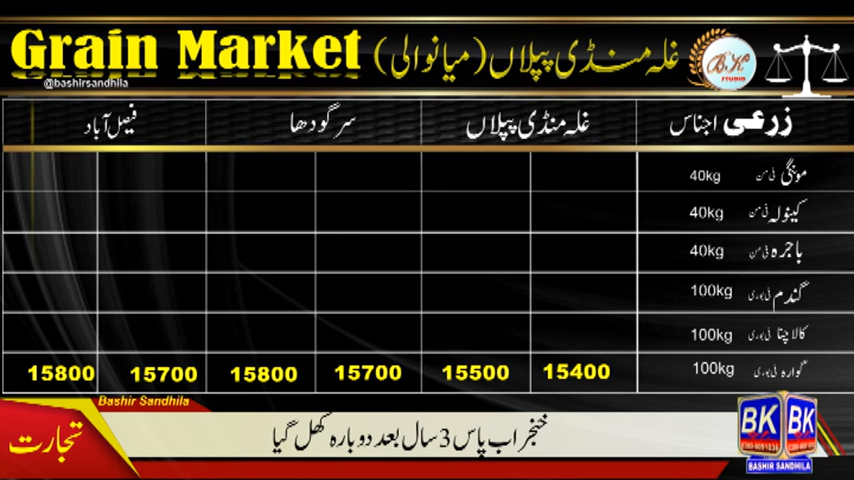 Grain Market غلہ منڈی پپلاں (میانوالی)
B.K
STUDIO
@bashirsandhila
زرعی اجناس غلہ منڈی پپلاں سرگودھا فیصل آباد
مونگی فی من 40kg
کینولہ فی من 40kg
باجرہ فی من 40kg
گندم فی بوری 100kg
کالا چنا فی بوری 100kg
گوارہ فی بوری 100kg 15400 15500 15700 15800 15700 15800
Bashir Sandhila
تجارت
خنجراب پاس 3 سال بعد دوبارہ کھل گیا
BK BK
BASHIR SANDHILA